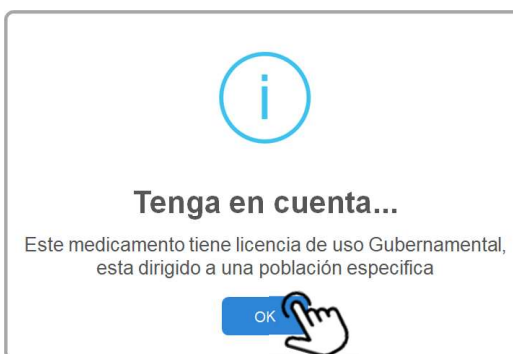 i
Tenga en cuenta...
Este medicamento tiene licencia de uso Gubernamental,
esta dirigido a una población especifica
OK